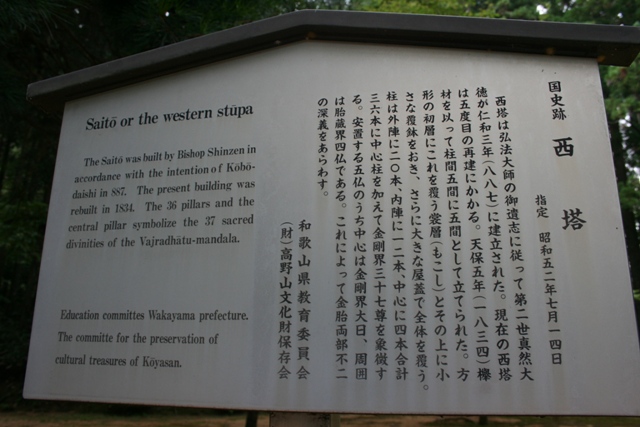 Saitō or the western stūpa
The Saitō was built by Bishop Shinzen in
accordance with the intention of Kōbō-
daishi in 887. The present building was
rebuilt in 1834. The 36 pillars and the
central pillar symbolize the 37 sacred
divinities of the Vajradhātu-mandala.
Education committees Wakayama prefecture.
The committe for the preservation of
cultural treasures of Kōyasan.
国史跡 西塔
指定 昭和五二年七月一四日
西塔は弘法大師の御遺志に従って第二世真然大
徳が仁和三年(八八七)に建立された。現在の西塔
は五度目の再建にかかる。天保五年(一八三四)欅
材を以って柱間五間に五間として立てられた。方
形の初層にこれを覆う裳層(もこし)とその上に小
さな覆鉢をおき、さらに大きな屋蓋で全体を覆う。
柱は外陣に二〇本、内陣に一二本、中心に四本合計
三六本に中心柱を加えて金剛界三十七尊を象徴す
る。安置する五仏のうち中心は金剛界大日、周囲
は胎蔵界四仏である。これによって金胎両部不二
の深義をあらわす。
和歌山県教育委員会
(財)高野山文化財保存会